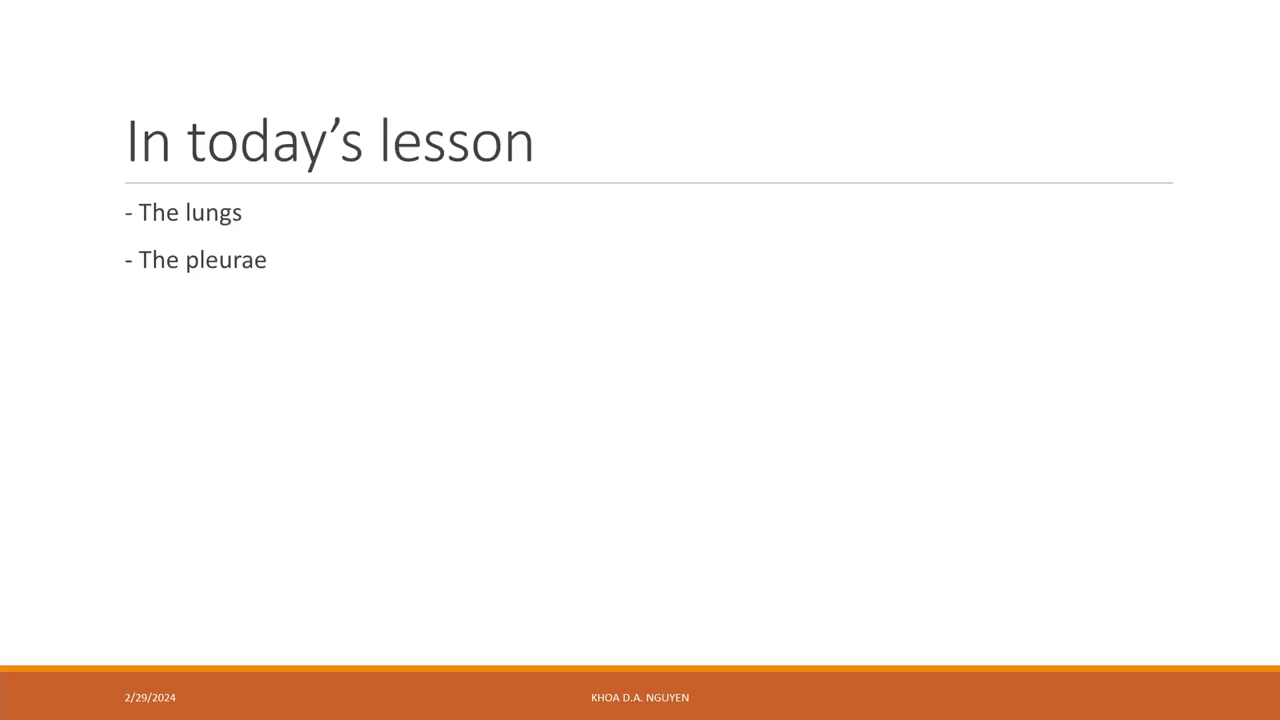 In today’s lesson
- The lungs
- The pleurae
2/29/2024
KHOA D.A. NGUYEN